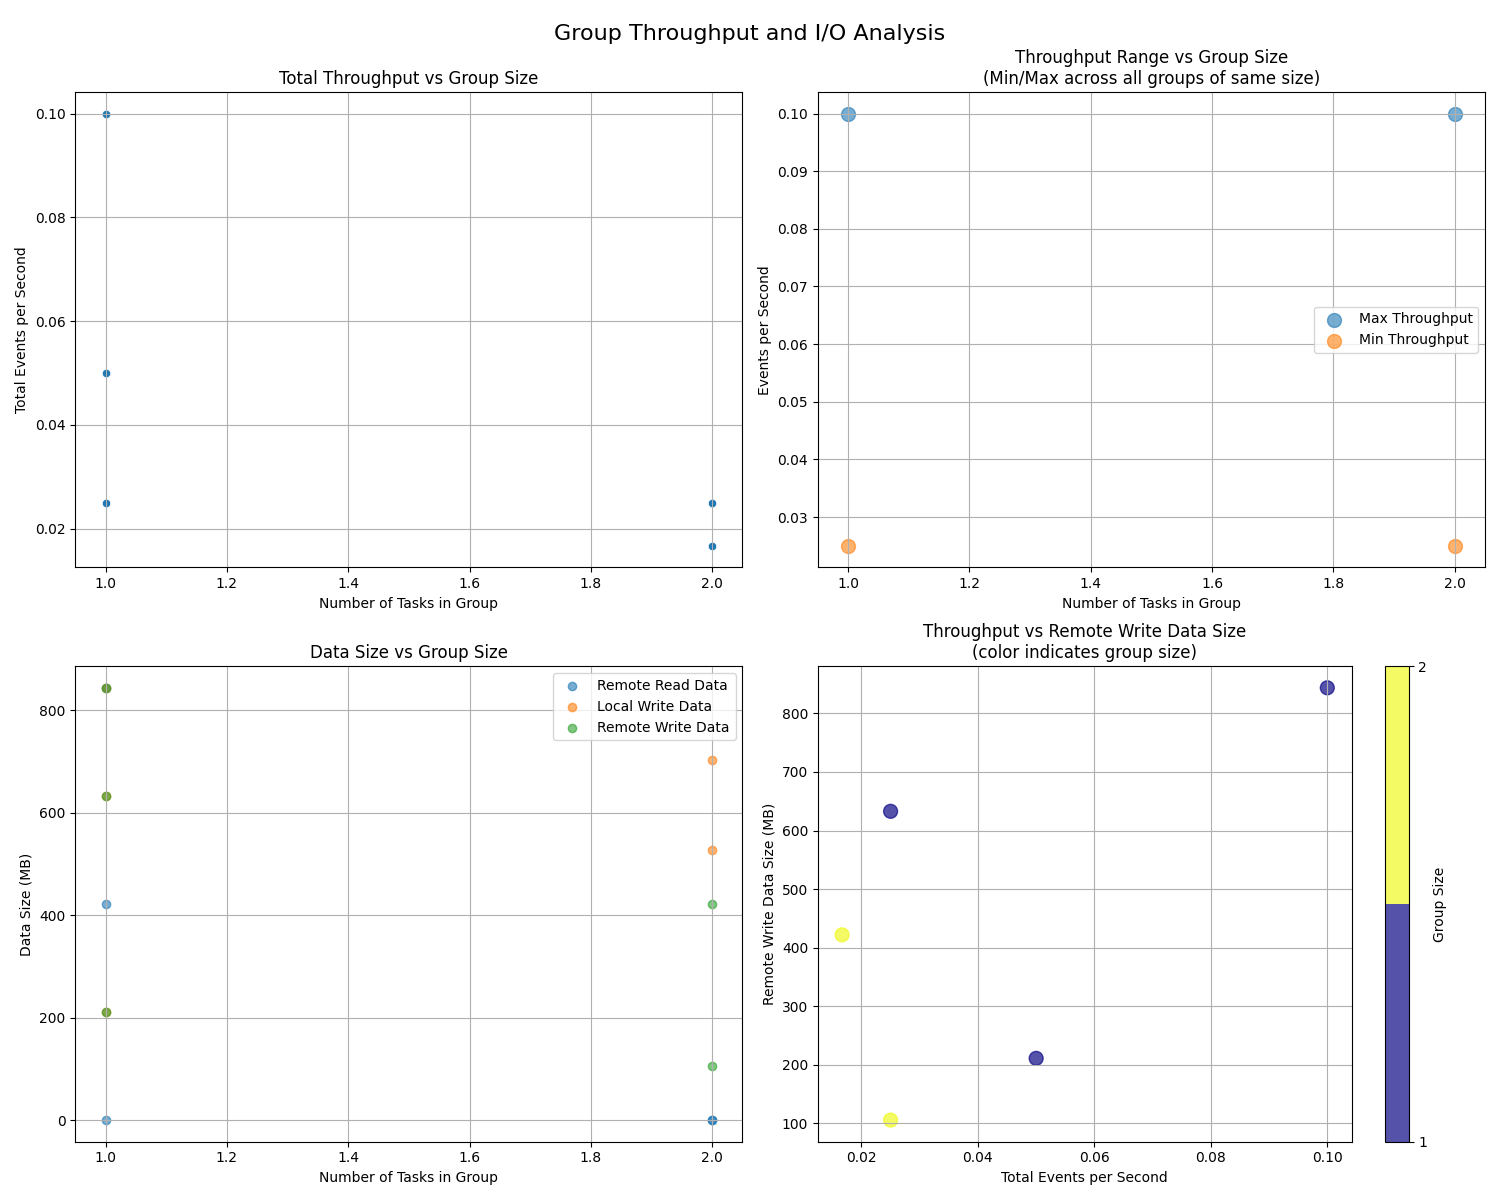 Group Throughput and I/O Analysis
Total Throughput vs Group Size
0.10
0.08
0.06
0.04
0.02
Total Events per Second
1.0 1.2 1.4 1.6 1.8 2.0
Number of Tasks in Group
Throughput Range vs Group Size
(Min/Max across all groups of same size)
0.10
0.09
0.08
0.07
0.06
0.05
0.04
0.03
Events per Second
Max Throughput
Min Throughput
1.0 1.2 1.4 1.6 1.8 2.0
Number of Tasks in Group
Data Size vs Group Size
800
600
400
200
0
Data Size (MB)
Remote Read Data
Local Write Data
Remote Write Data
1.0 1.2 1.4 1.6 1.8 2.0
Number of Tasks in Group
Throughput vs Remote Write Data Size
(color indicates group size)
800
700
600
500
400
300
200
100
Remote Write Data Size (MB)
0.02 0.04 0.06 0.08 0.10
Total Events per Second
2
1
Group Size